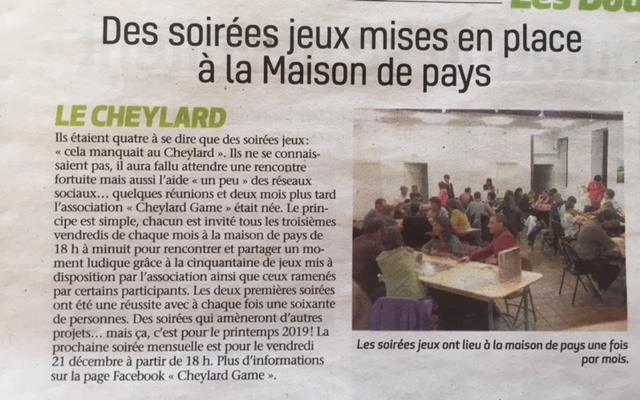 Des soirées jeux mises en place
à la Maison de pays
LE CHEYLARD
Ils étaient quatre à se dire que des soirées jeux :
« cela manquait au Cheylard ». Ils ne se connais-
saient pas, il aura fallu attendre une rencontre
fortuite mais aussi l'aide « un peu » des réseaux
sociaux... quelques réunions et deux mois plus tard
l'association « Cheylard Game » était née. Le prin-
cipe est simple, chacun est invité tous les troisièmes
vendredis de chaque mois à la maison de pays de
18 h à minuit pour rencontrer et partager un mo-
ment ludique grâce à la cinquantaine de jeux mis à
disposition par l'association ainsi que ceux ramenés
par certains participants. Les deux premières soirées
ont été une réussite avec à chaque fois une soixante
de personnes. Des soirées qui amèneront d'autres
projets... mais ça, c'est pour le printemps 2019! La
prochaine soirée mensuelle est pour le vendredi
21 décembre à partir de 18 h. Plus d'informations
sur la page Facebook « Cheylard Game ».
Les soirées jeux ont lieu à la maison de pays une fois
par mois.